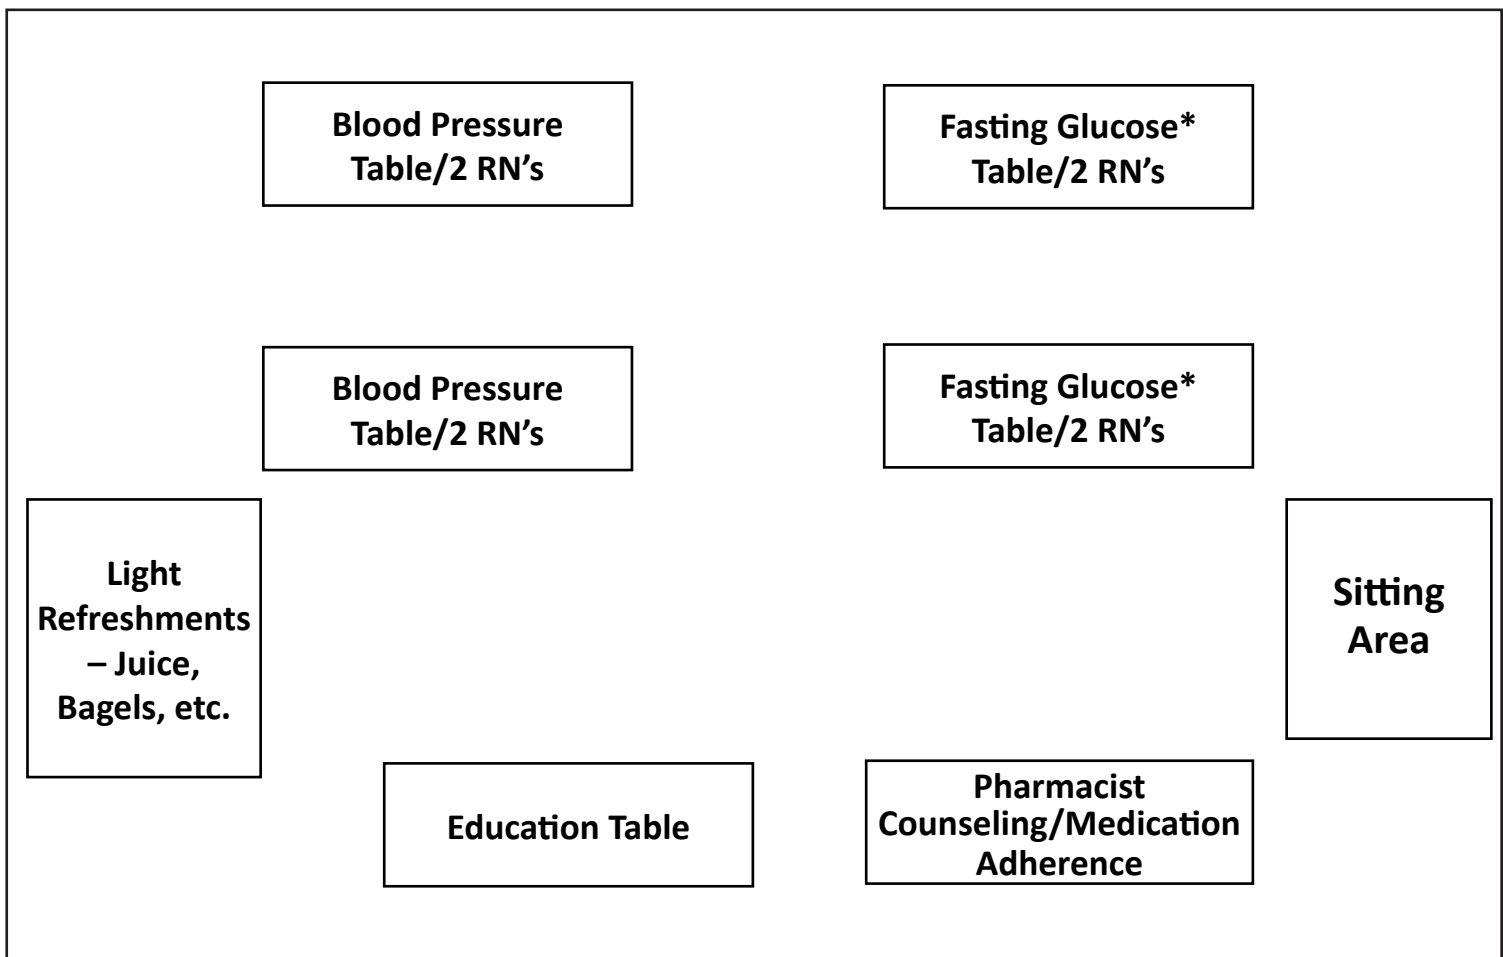 Blood Pressure
Table/2 RN’s
Fasting Glucose*
Table/2 RN’s
Blood Pressure
Table/2 RN’s
Fasting Glucose*
Table/2 RN’s
Light
Refreshments
– Juice,
Bagels, etc.
Sitting
Area
Education Table
Pharmacist
Counseling/Medication
Adherence